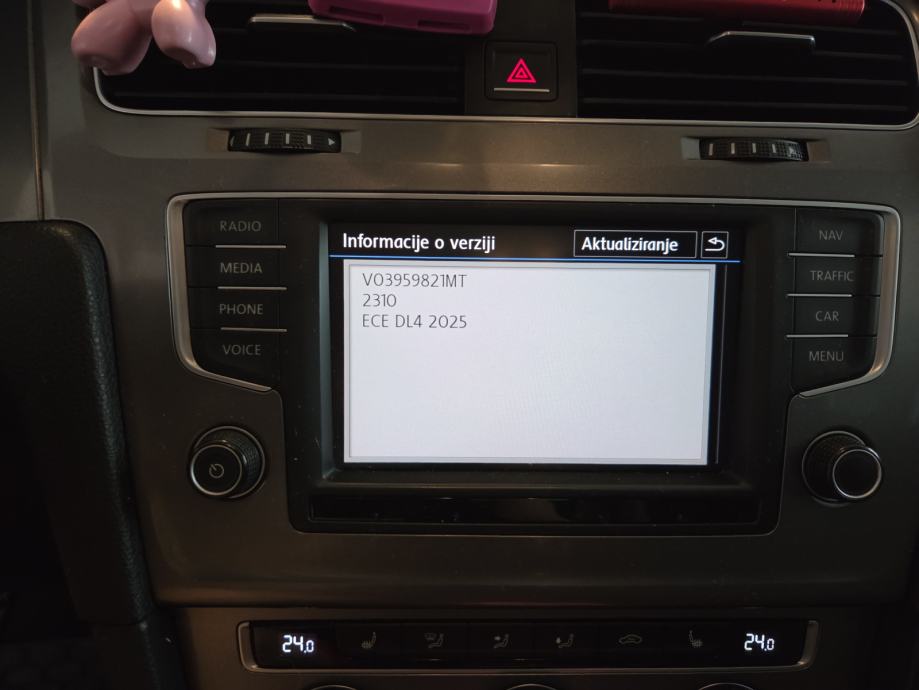 RADIO
MEDIA
PHONE
VOICE
Informacije o verziji
Aktualiziranje
V03959821MT
2310
ECE DL4 2025
NAV
TRAFFIC
CAR
MENU
24.0
24.0